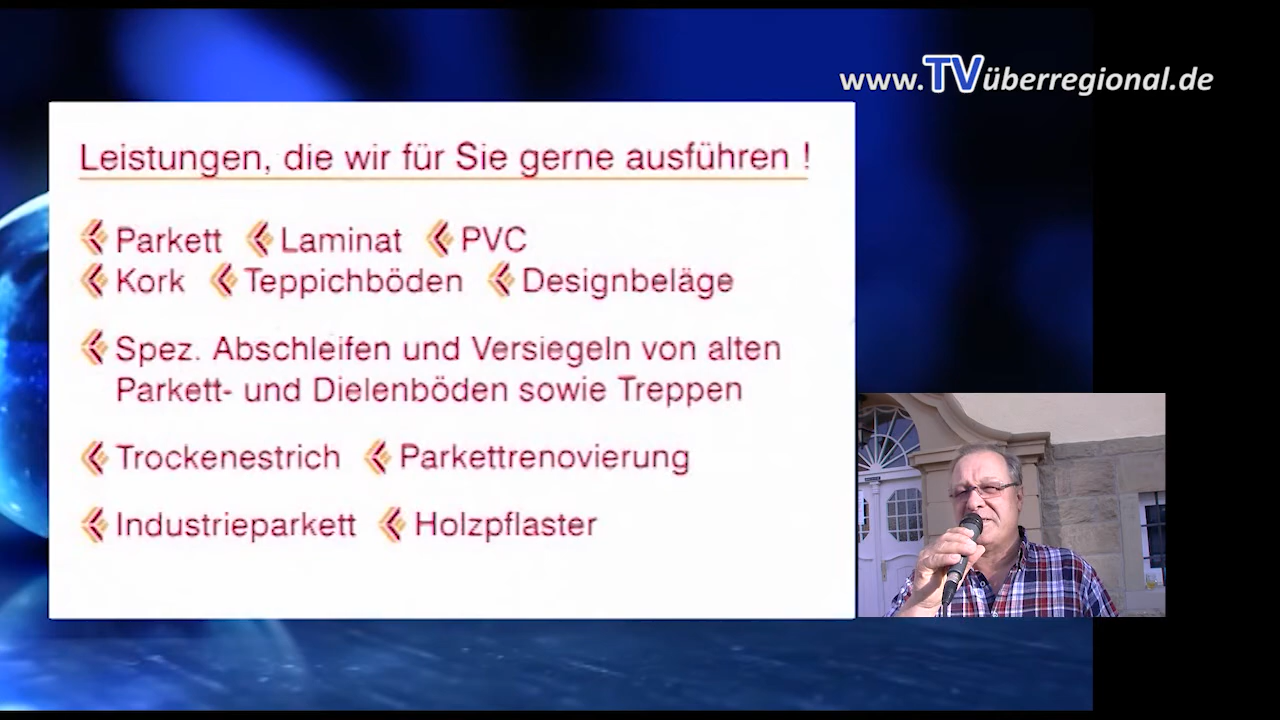 www.TVüberregional.de
Leistungen, die wir für Sie gerne ausführen !
Parkett Laminat PVC
Kork Teppichböden Designbeläge
Spez. Abschleifen und Versiegeln von alten
Parkett- und Dielenböden sowie Treppen
Trockenestrich Parkettrenovierung
Industrieparkett Holzpflaster